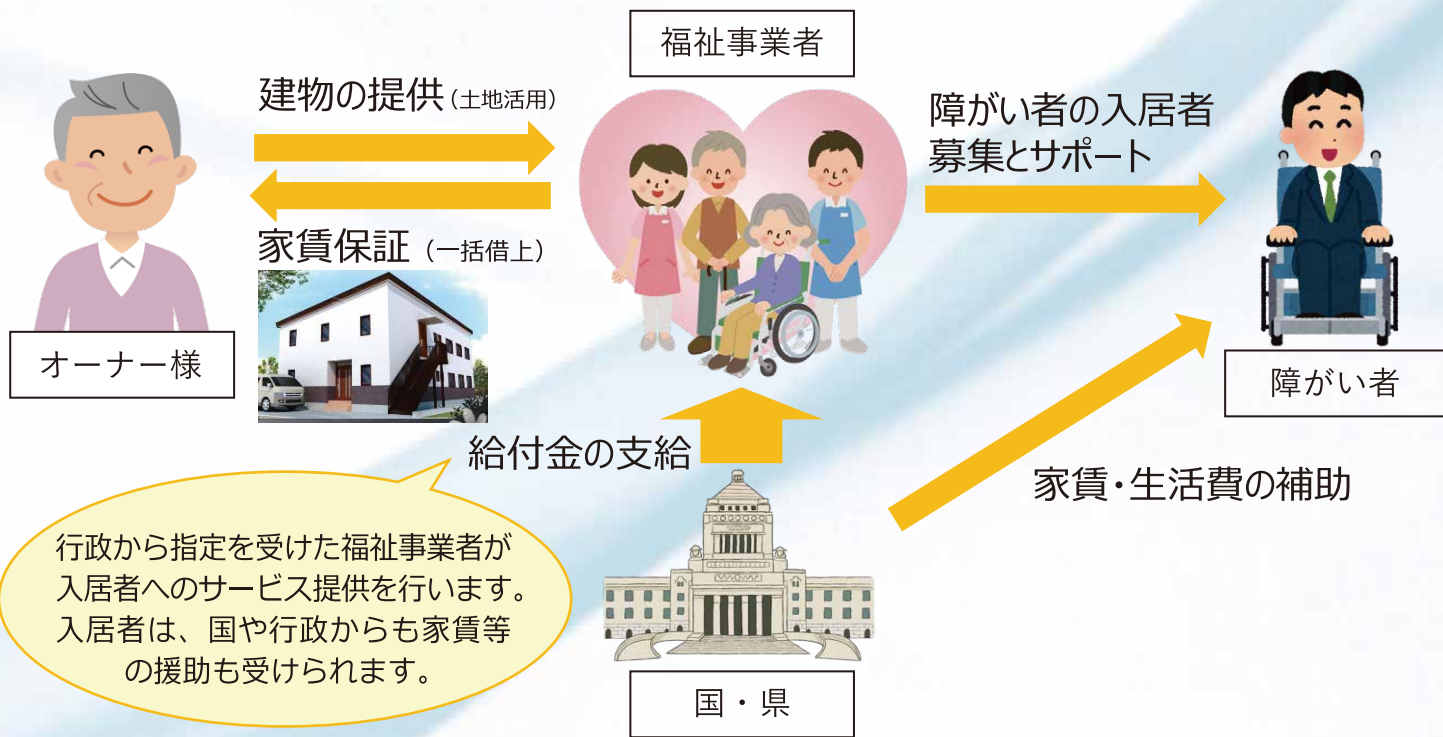 福祉事業者
建物の提供（土地活用）
家賃保証（一括借上）
オーナー様
障がい者の入居者
募集とサポート
障がい者
給付金の支給
家賃・生活費の補助
行政から指定を受けた福祉事業者が
入居者へのサービス提供を行います。
入居者は、国や行政からも家賃等
の援助も受けられます。
国・県